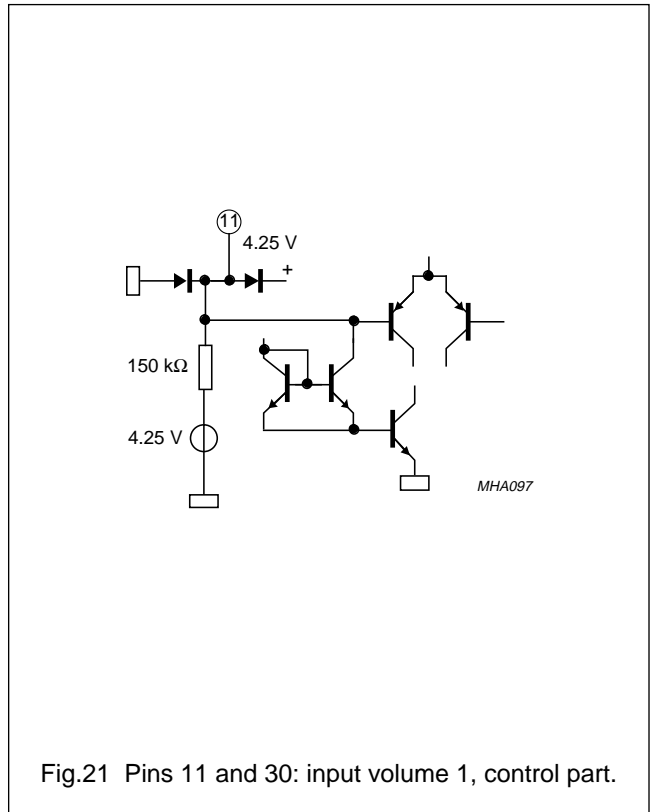 11
4.25 V
+
150 kΩ
4.25 V
MHA097
Fig.21 Pins 11 and 30: input volume 1, control part.